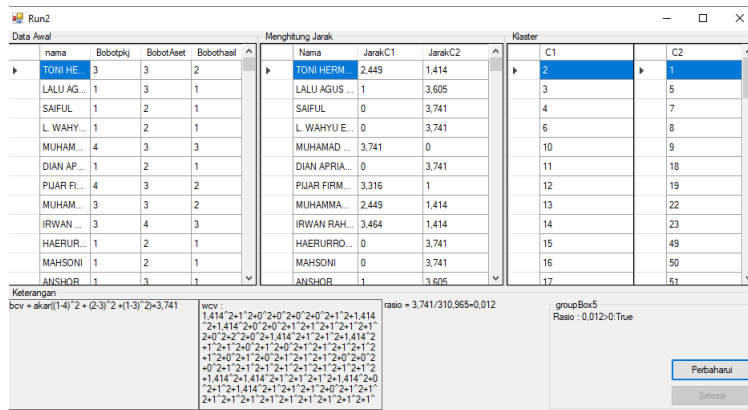 Run2
Data Awal
nama Bobotpkj BobotAset Bobothasil
TONI HE... 3 3 2
LALU AG... 1 3 1
SAIFUL 1 2 1
L. WAHY... 1 2 1
MUHAM... 4 3 3
DIAN AP... 1 2 1
PIJAR FI... 4 3 2
MUHAM... 3 3 2
IRWAN ... 3 4 3
HAERUR... 1 2 1
MAHSONI 1 2 1
ANSHOR 1 3 1
Menghitung Jarak
Nama JarakC1 JarakC2
TONI HERM... 2,449 1,414
LALU AGUS ... 1 3,605
SAIFUL 0 3,741
L. WAHYU E... 0 3,741
MUHAMAD ... 3,741 0
DIAN APRIA... 0 3,741
PIJAR FIRM... 3,316 1
MUHAMMA... 2,449 1,414
IRWAN RAH... 3,464 1,414
HAERURRO... 0 3,741
MAHSONI 0 3,741
ANSHOR 1 3,605
Klaster
C1
2
3
4
6
10
11
12
13
14
15
16
17
C2
1
5
7
8
9
18
19
22
23
49
50
51
Keterangan
bcv = akar((1-4)^2 + (2-3)^2 +(1-3)^2)=3,741
wcv :
1,414^2+1^2+0^2+0^2+0^2+0^2+1^2+1,414
^2+1,414^2+0^2+0^2+1^2+1^2+1^2+1^2+1^
2+0^2+2^2+0^2+1,414^2+1^2+1^2+1,414^2
+1^2+1^2+0^2+1^2+0^2+1^2+1^2+1^2+1^2
+1^2+0^2+1^2+0^2+1^2+1^2+1^2+0^2+0^2
+0^2+1^2+1^2+1^2+1^2+1^2+1^2+1^2+1^2
+1,414^2+1,414^2+1^2+1^2+1^2+1,414^2+0
^2+1^2+1,414^2+1^2+1^2+1^2+0^2+1^2+1^
2+1^2+1^2+1^2+1^2+1^2+1^2+1^2+1^2+1^
rasio = 3,741/310,965=0,012
groupBox5
Rasio : 0,012>0:True
Perbaharui
Selesai